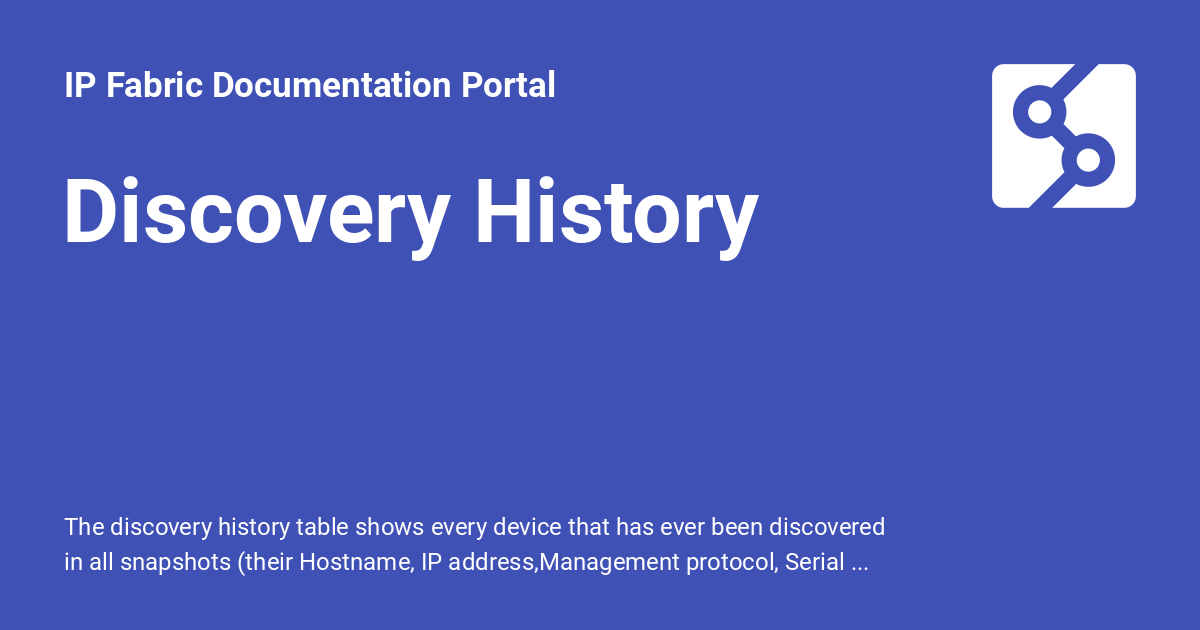 IP Fabric Documentation Portal
Discovery History
The discovery history table shows every device that has ever been discovered
in all snapshots (their Hostname, IP address,Management protocol, Serial ...